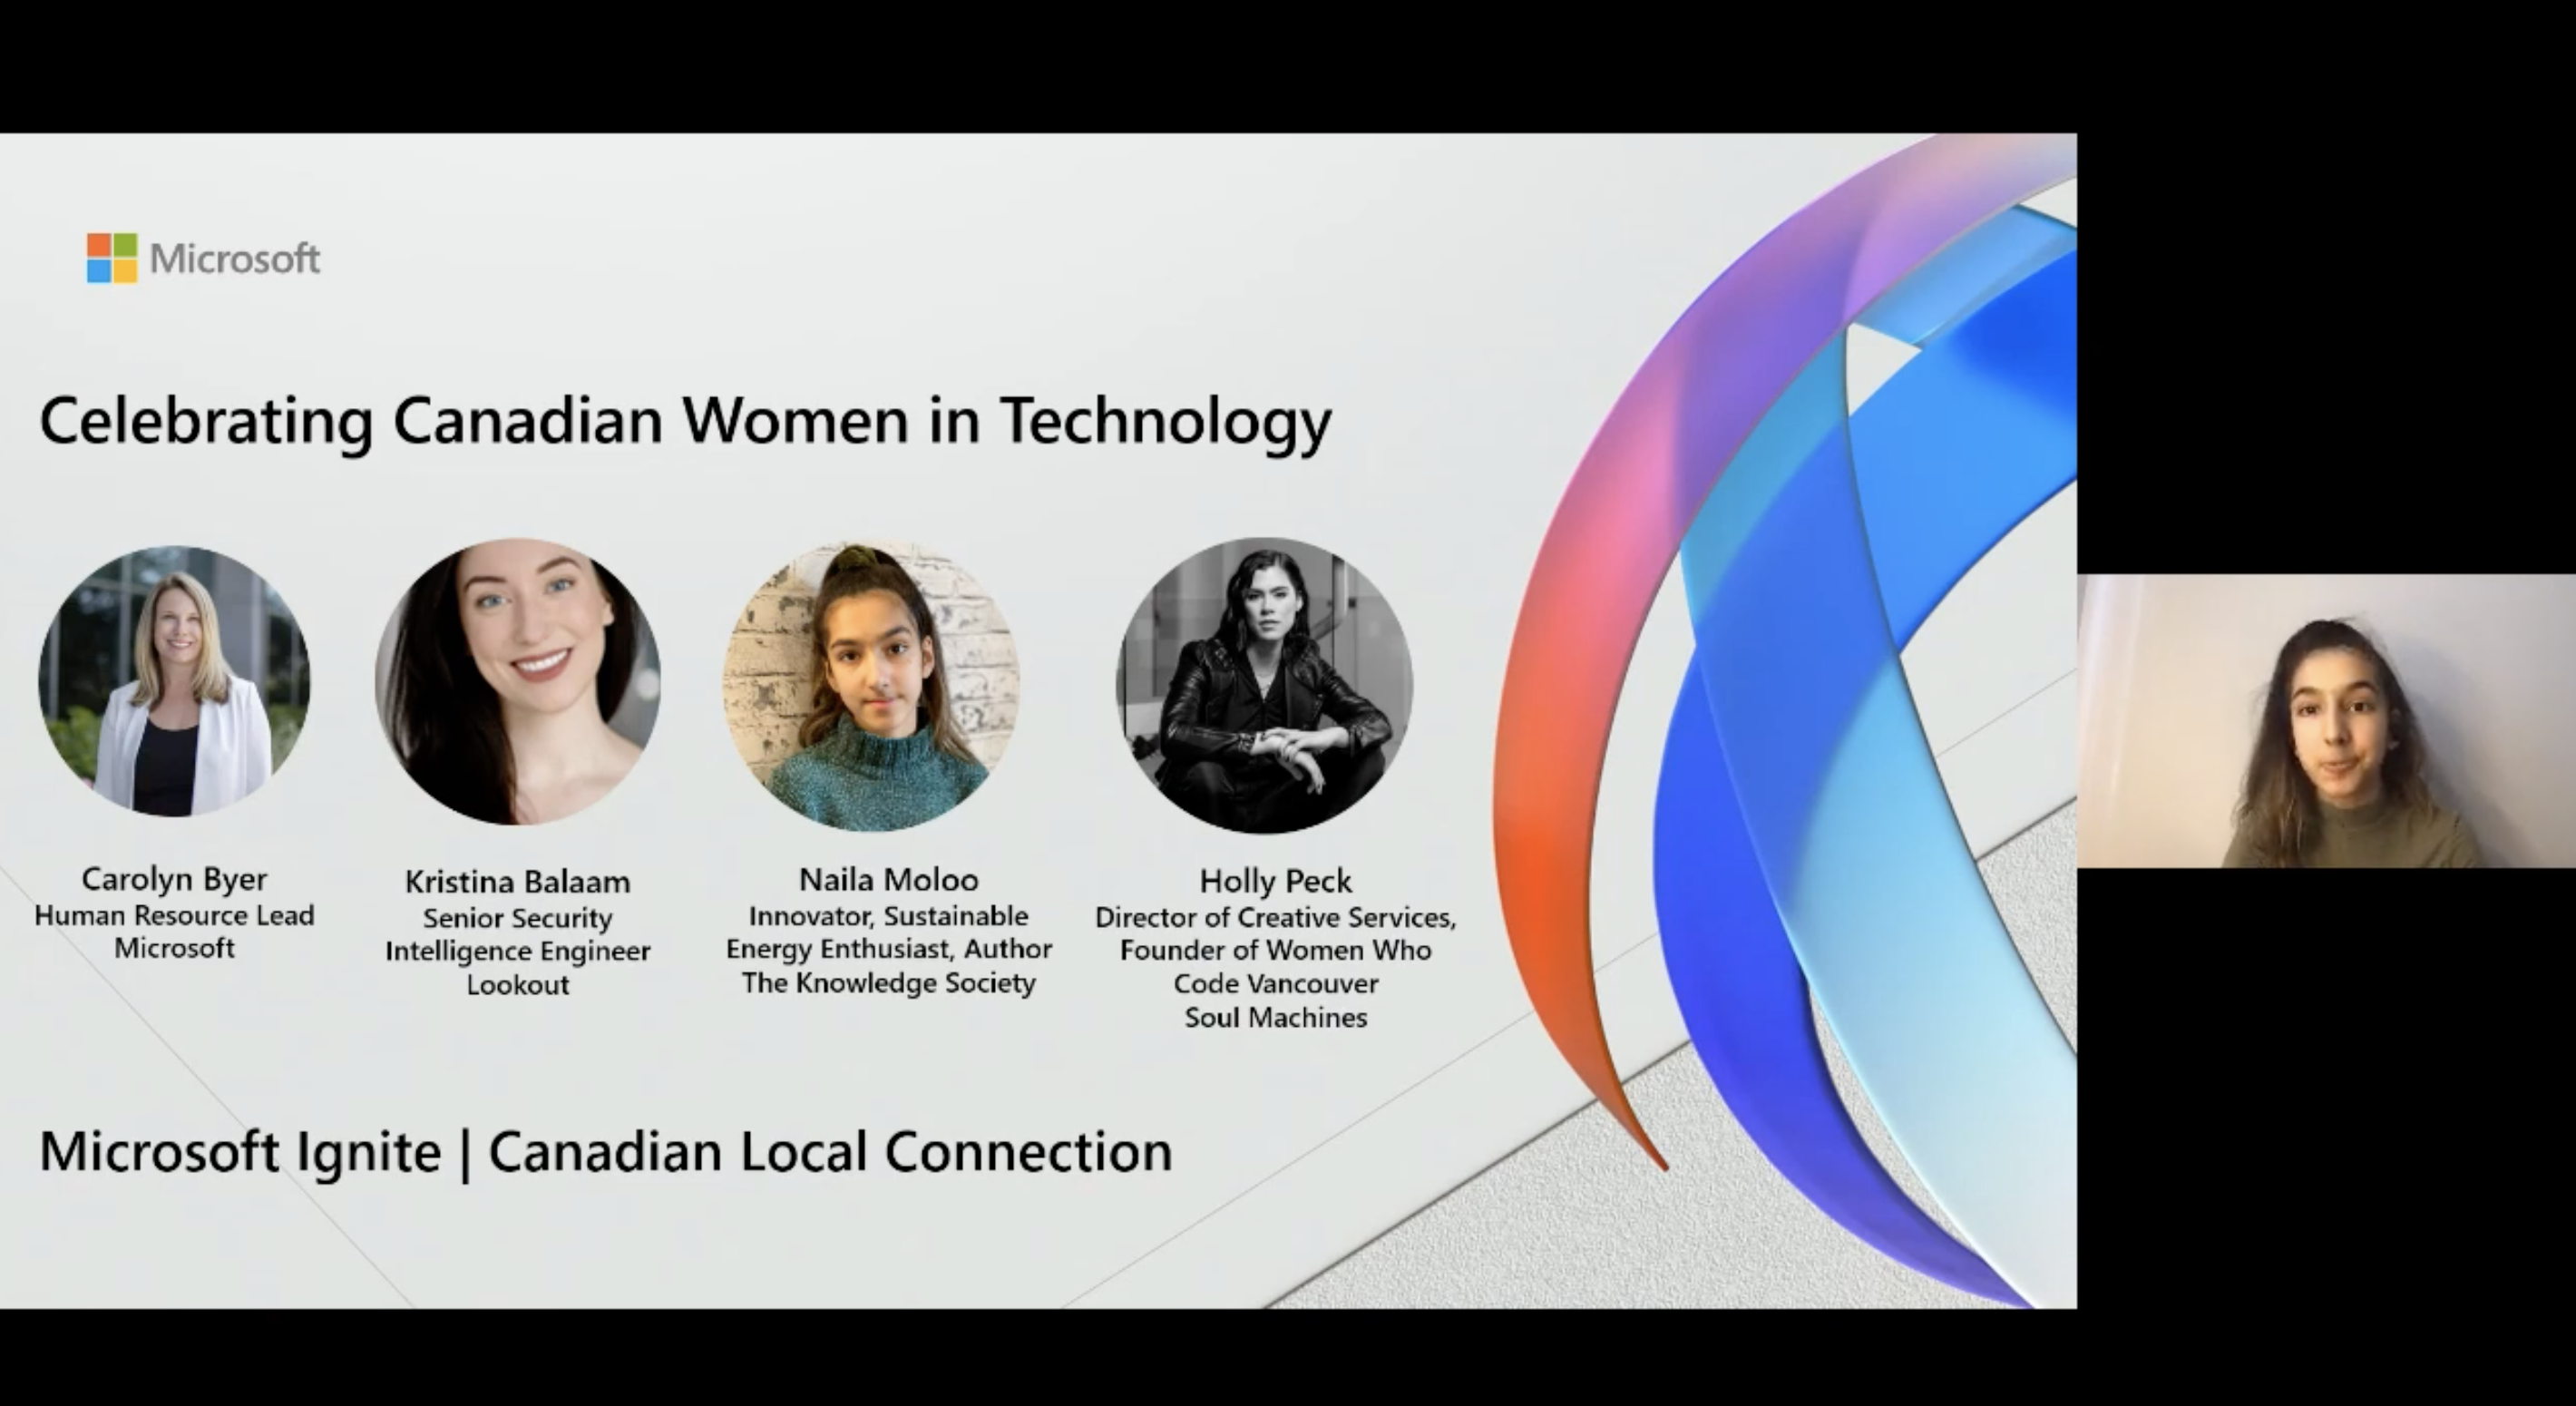 Microsoft
Celebrating Canadian Women in Technology
Carolyn Byer
Human Resource Lead
Microsoft
Kristina Balaam
Senior Security
Intelligence Engineer
Lookout
Naila Moloo
Innovator, Sustainable
Energy Enthusiast, Author
The Knowledge Society
Holly Peck
Director of Creative Services,
Founder of Women Who
Code Vancouver
Soul Machines
Microsoft Ignite | Canadian Local Connection